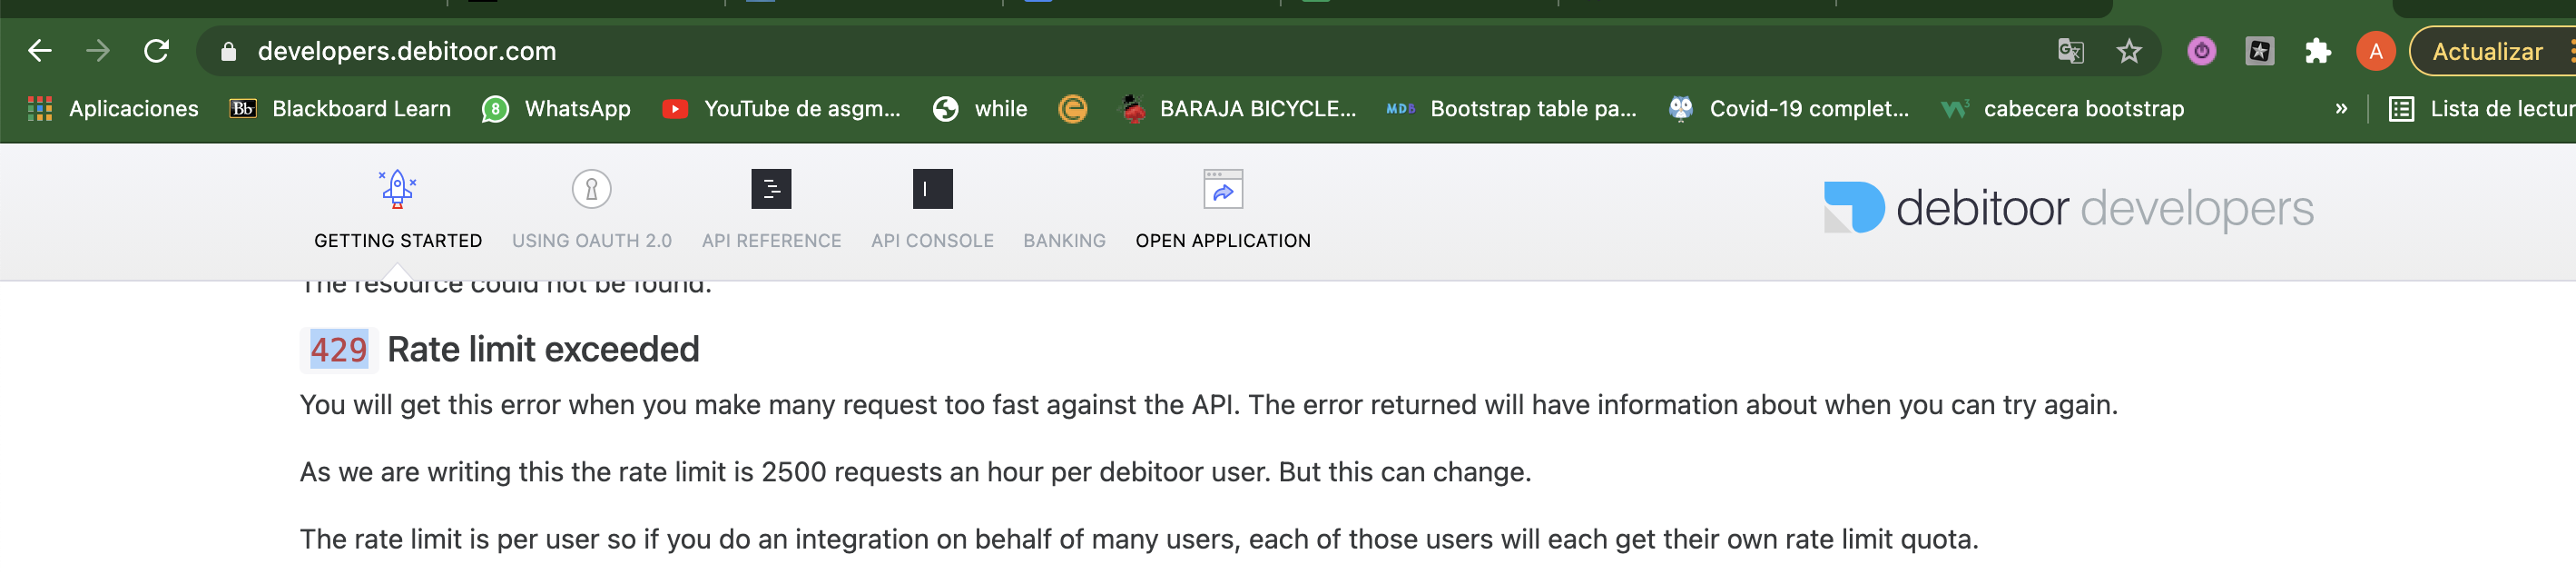 developers.debitoor.com
A
Actualizar
Aplicaciones
Bb
Blackboard Learn
8
WhatsApp
YouTube de asgm...
while
BARAJA BICYCLE...
MDB
Bootstrap table pa...
Covid-19 complet...
cabecera bootstrap
»
Lista de lectur
GETTING STARTED
USING OAUTH 2.0
API REFERENCE
API CONSOLE
BANKING
OPEN APPLICATION
debitoor developers
The resource could not be found.
429 Rate limit exceeded
You will get this error when you make many request too fast against the API. The error returned will have information about when you can try again.
As we are writing this the rate limit is 2500 requests an hour per debitoor user. But this can change.
The rate limit is per user so if you do an integration on behalf of many users, each of those users will each get their own rate limit quota.